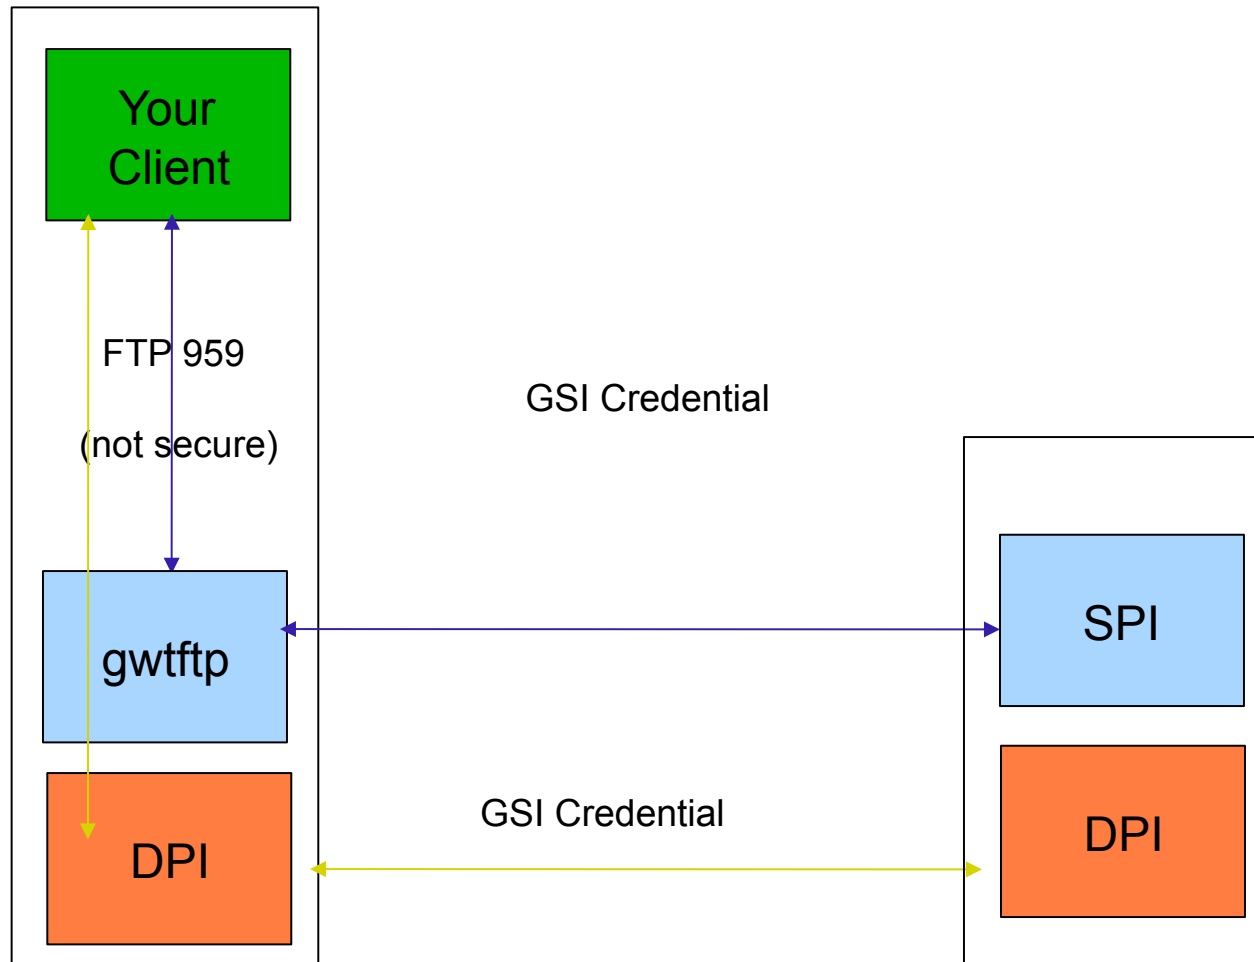 Your
Client
FTP 959
(not secure)
GSI Credential
gwtftp
SPI
GSI Credential
DPI
DPI